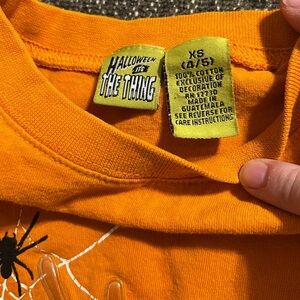 HALLOWEEN
IS
THE THING
XS
(4/5)
100% COTTON
EXCLUSIVE OF
DECORATION
RN 17730
MADE IN
GUATEMALA
SEE REVERSE FOR
CARE INSTRUCTIONS